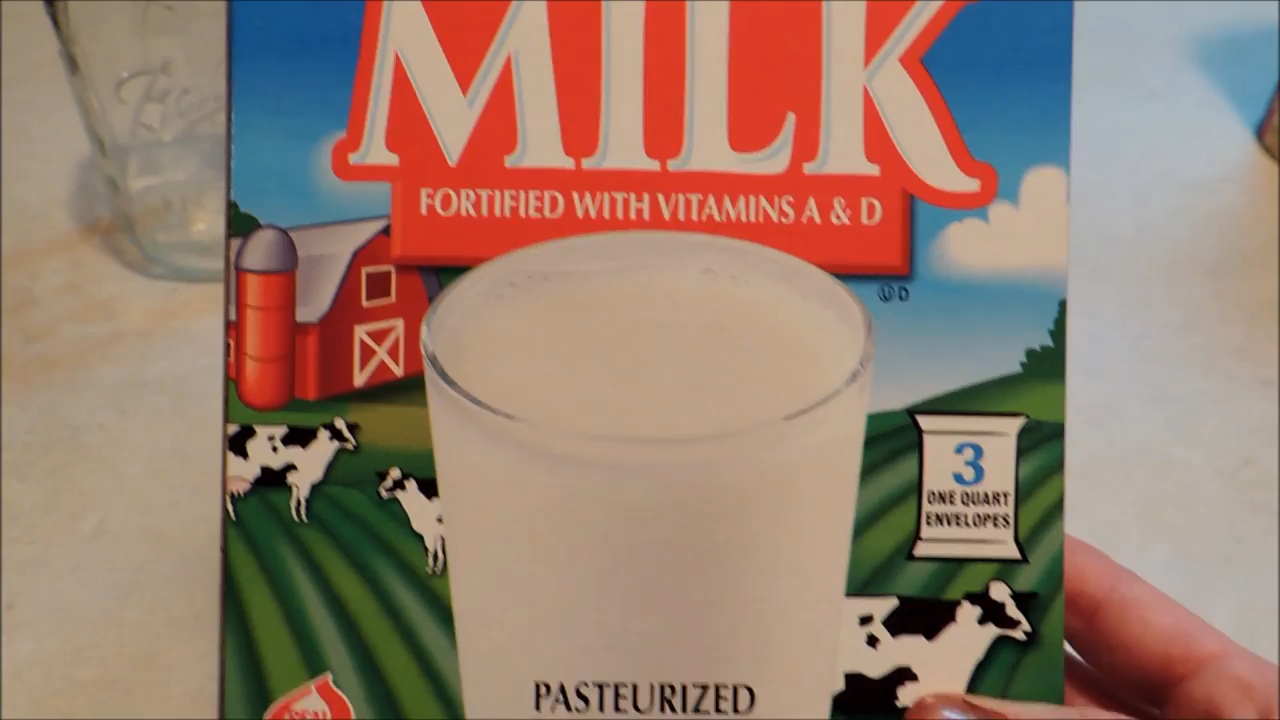 MILK
FORTIFIED WITH VITAMINS A & D
Ⓤ D
3
ONE QUART
ENVELOPES
PASTEURIZED